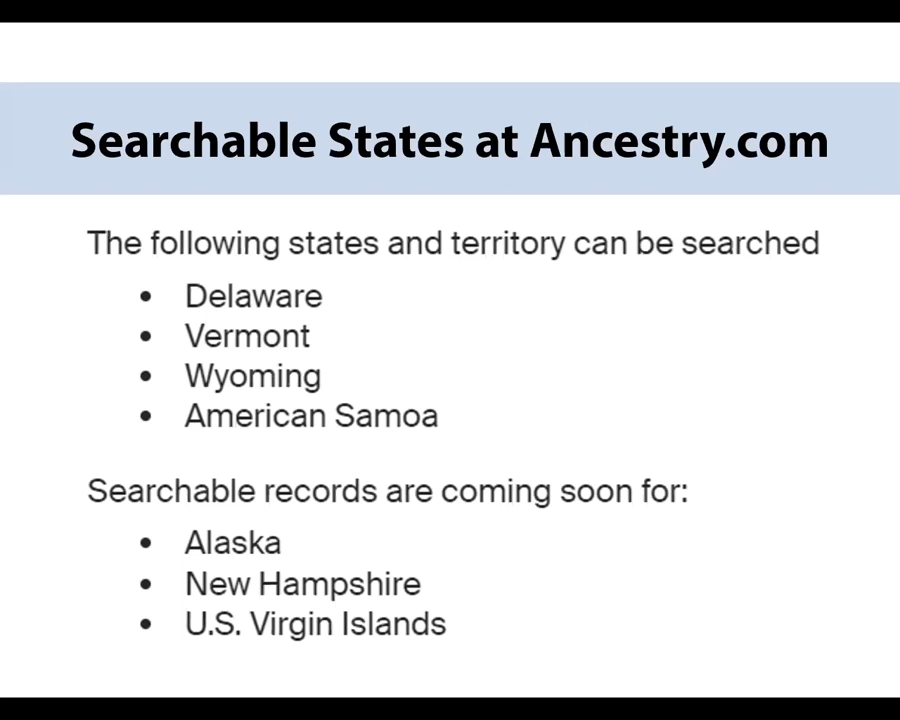 Searchable States at Ancestry.com
The following states and territory can be searched
• Delaware
• Vermont
• Wyoming
• American Samoa
Searchable records are coming soon for:
• Alaska
• New Hampshire
• U.S. Virgin Islands